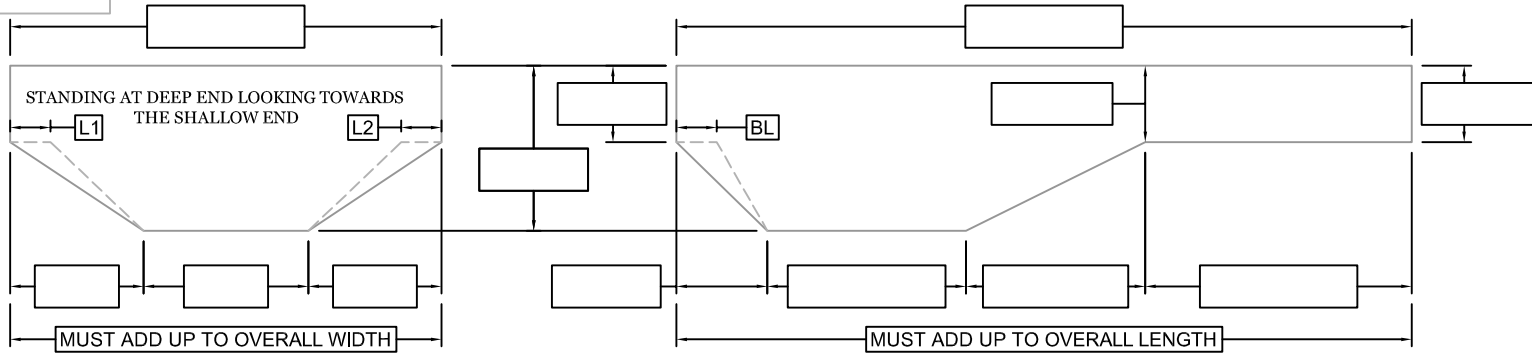 STANDING AT DEEP END LOOKING TOWARDS
THE SHALLOW END
L1
L2
BL
MUST ADD UP TO OVERALL WIDTH
MUST ADD UP TO OVERALL LENGTH